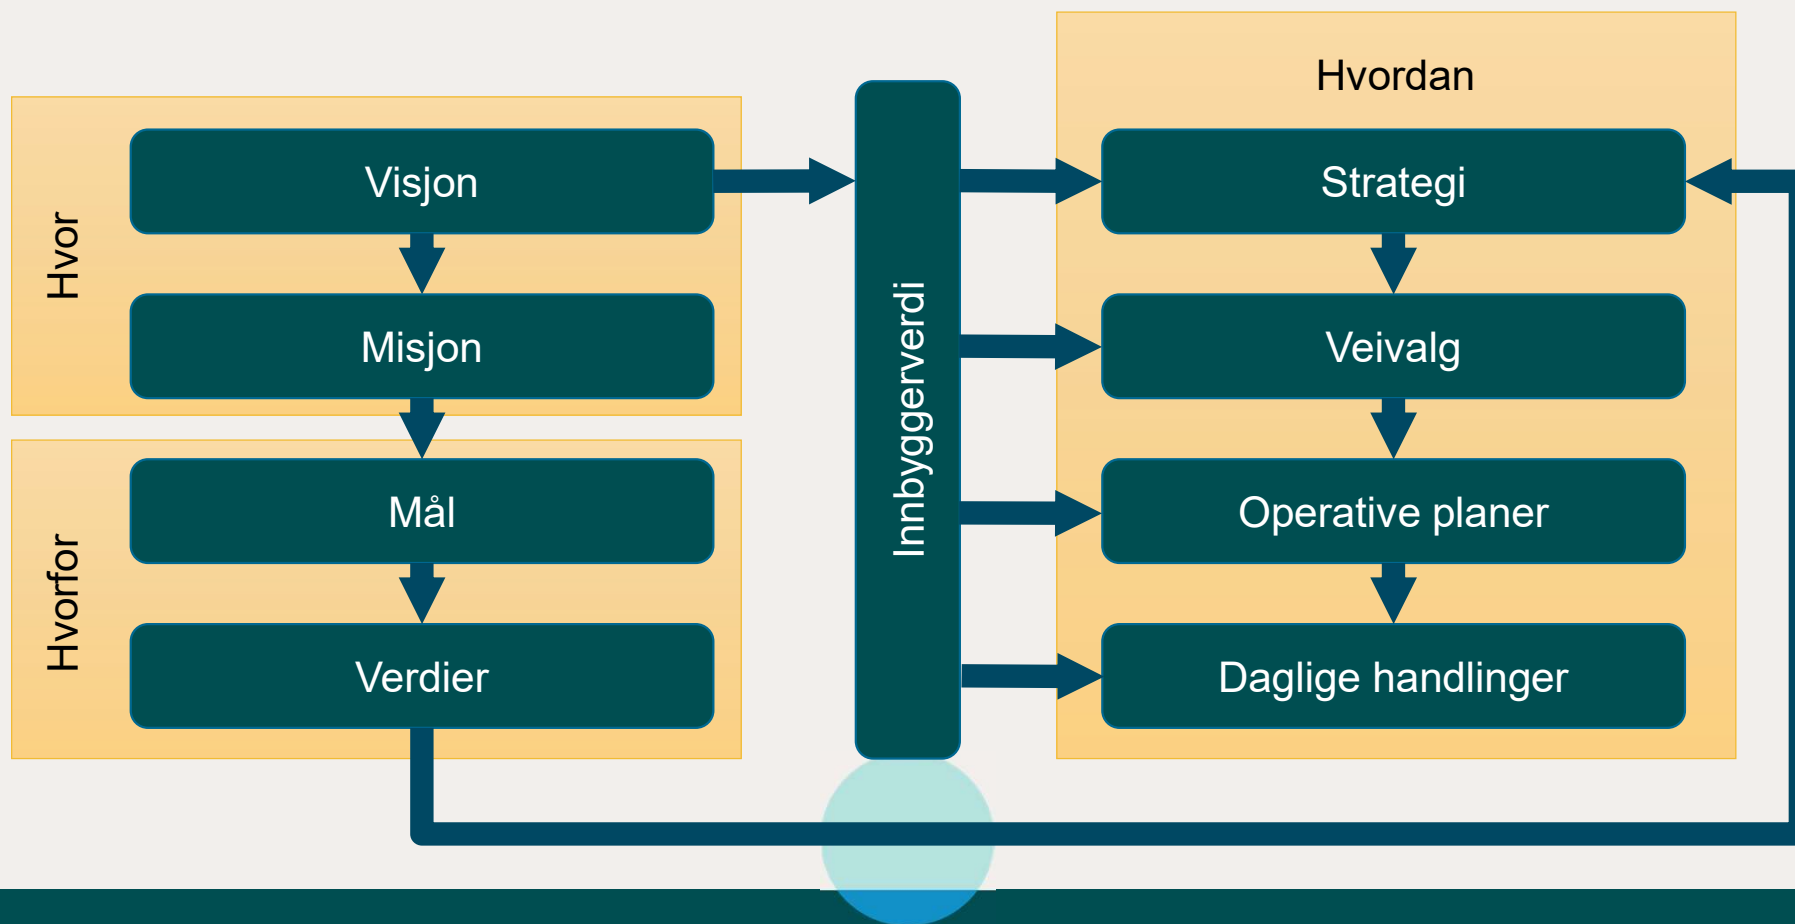 Hvor
Visjon
Misjon
Hvorfor
Mål
Verdier
Innbyggerverdi
Hvordan
Strategi
Veivalg
Operative planer
Daglige handlinger